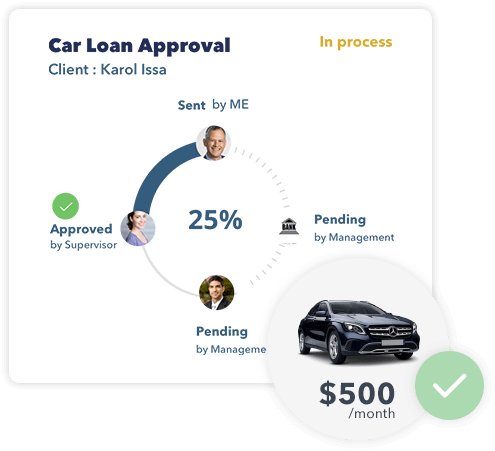 Car Loan Approval
In process
Client : Karol Issa
Sent by ME
Approved
by Supervisor
25%
BANK
Pending
by Management
Pending
by Manageme
$500
/month